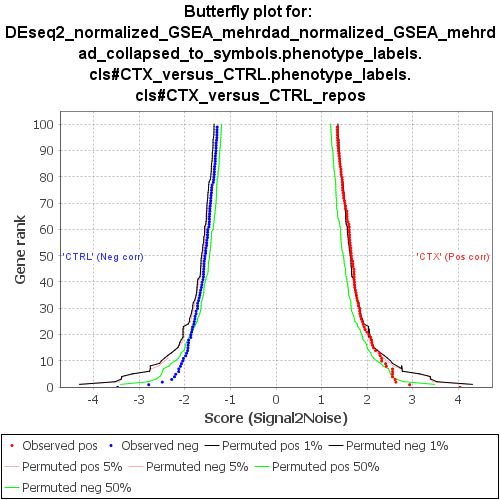 Butterfly plot for:
DEseq2_normalized_GSEA_mehrdad_normalized_GSEA_mehrd
ad_collapsed_to_symbols.phenotype_labels.
cls#CTX_versus_CTRL.phenotype_labels.
cls#CTX_versus_CTRL_repos
100
90
80
70
60
50
40
30
20
10
0
Gene rank
'CTRL' (Neg corr)
'CTX' (Pos corr)
-4 -3 -2 -1 0 1 2 3 4
Score (Signal2Noise)
Observed pos Observed neg Permuted pos 1% Permuted neg 1%
Permuted pos 5% Permuted neg 5% Permuted pos 50%
Permuted neg 50%